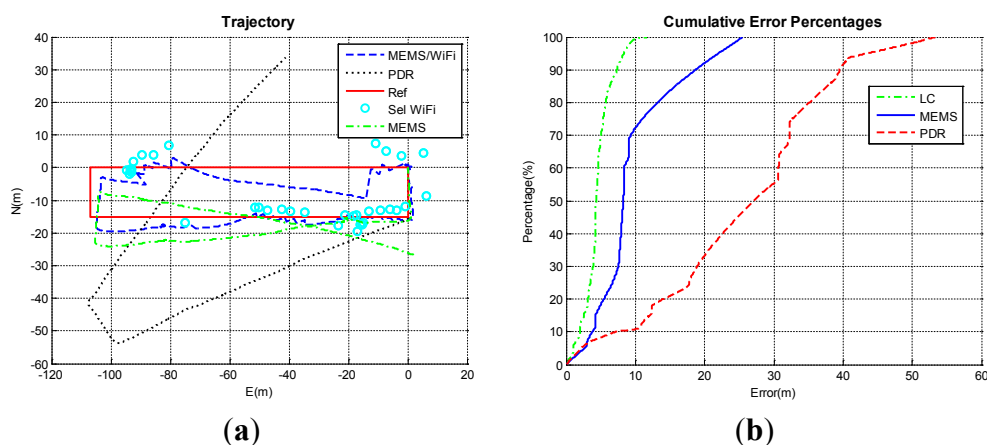 Trajectory
N(m)
40
30
20
10
0
-10
-20
-30
-40
-50
-60
-120
-100
-80
-60
-40
-20
0
20
E(m)
MEMS/WiFi
PDR
Ref
Sel WiFi
MEMS
(a)
Cumulative Error Percentages
Percentage(%)
100
90
80
70
60
50
40
30
20
10
0
0
10
20
30
40
50
60
Error(m)
LC
MEMS
PDR
(b)